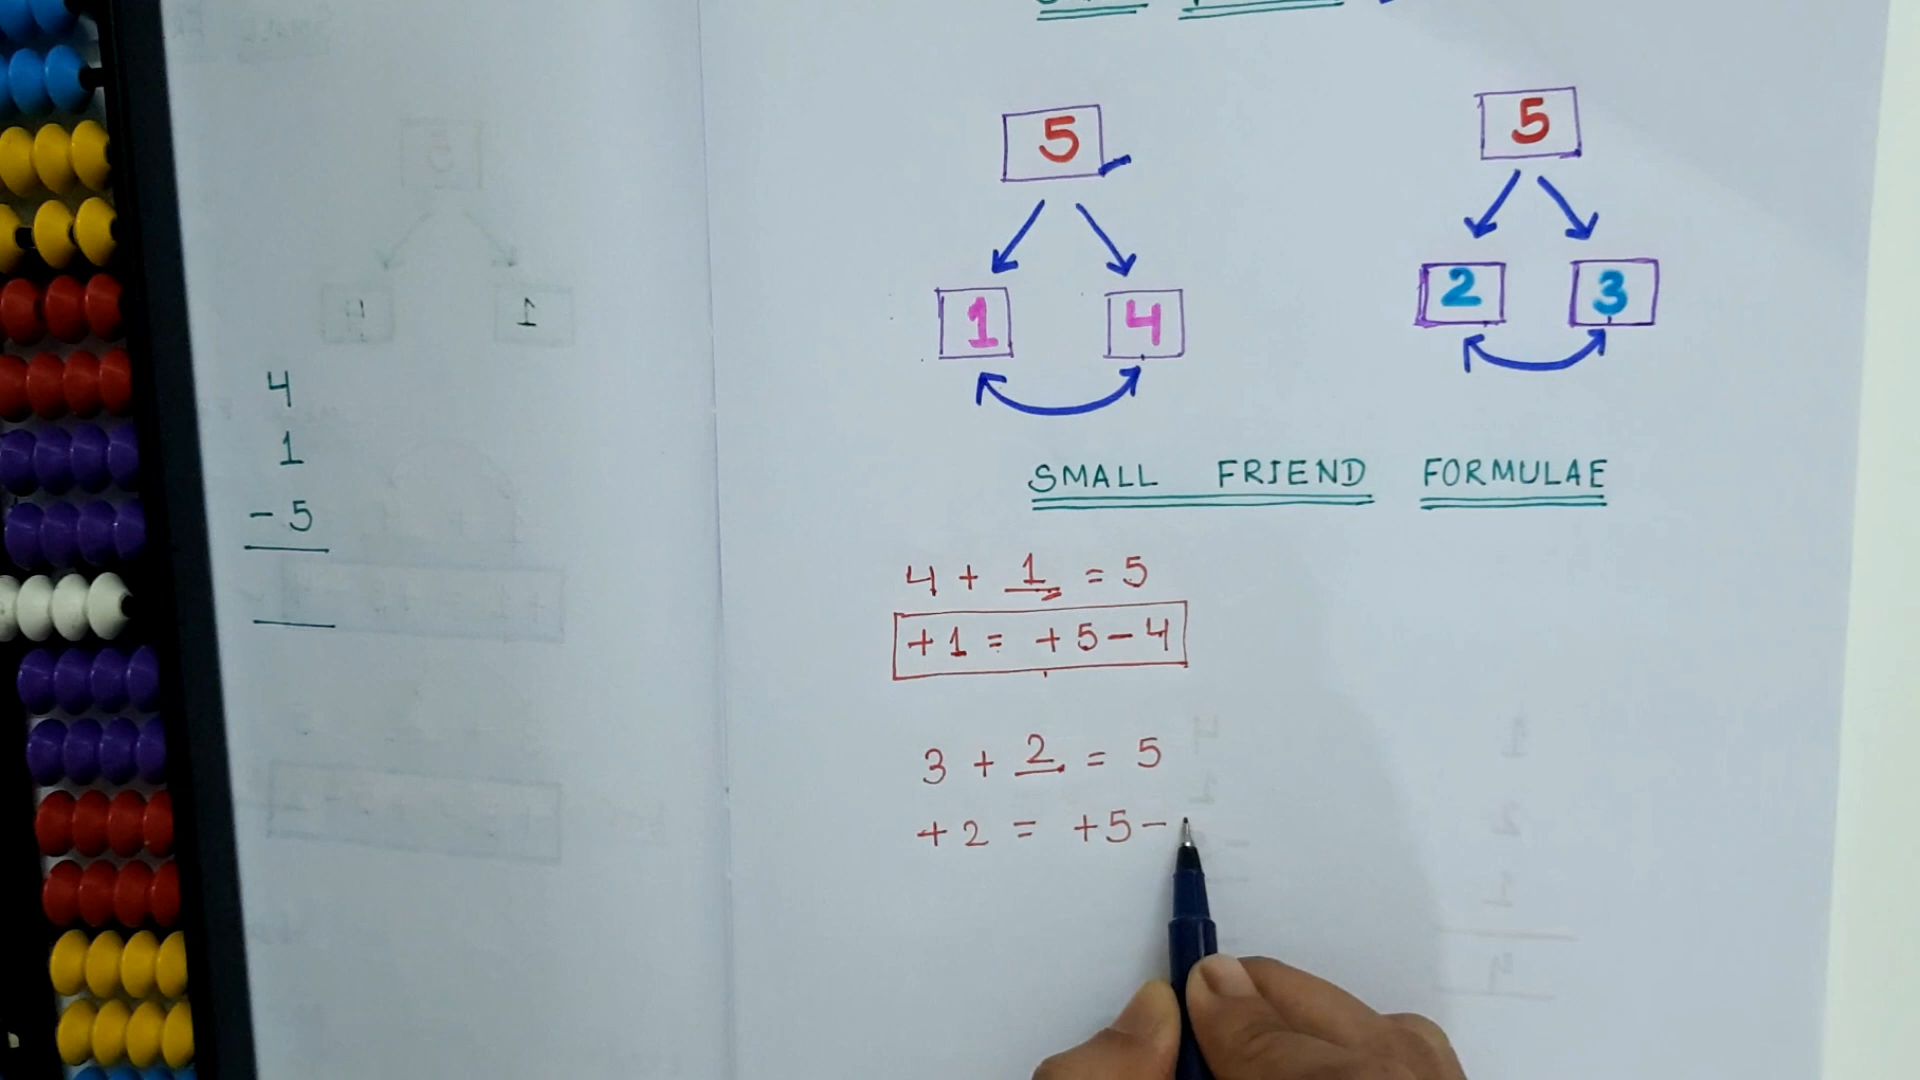 4
1
- 5
5
5
1 4
2 3
SMALL FRIEND FORMULAE
4 + 1 = 5
+ 1 = + 5 - 4
3 + 2 = 5
+ 2 = + 5 -